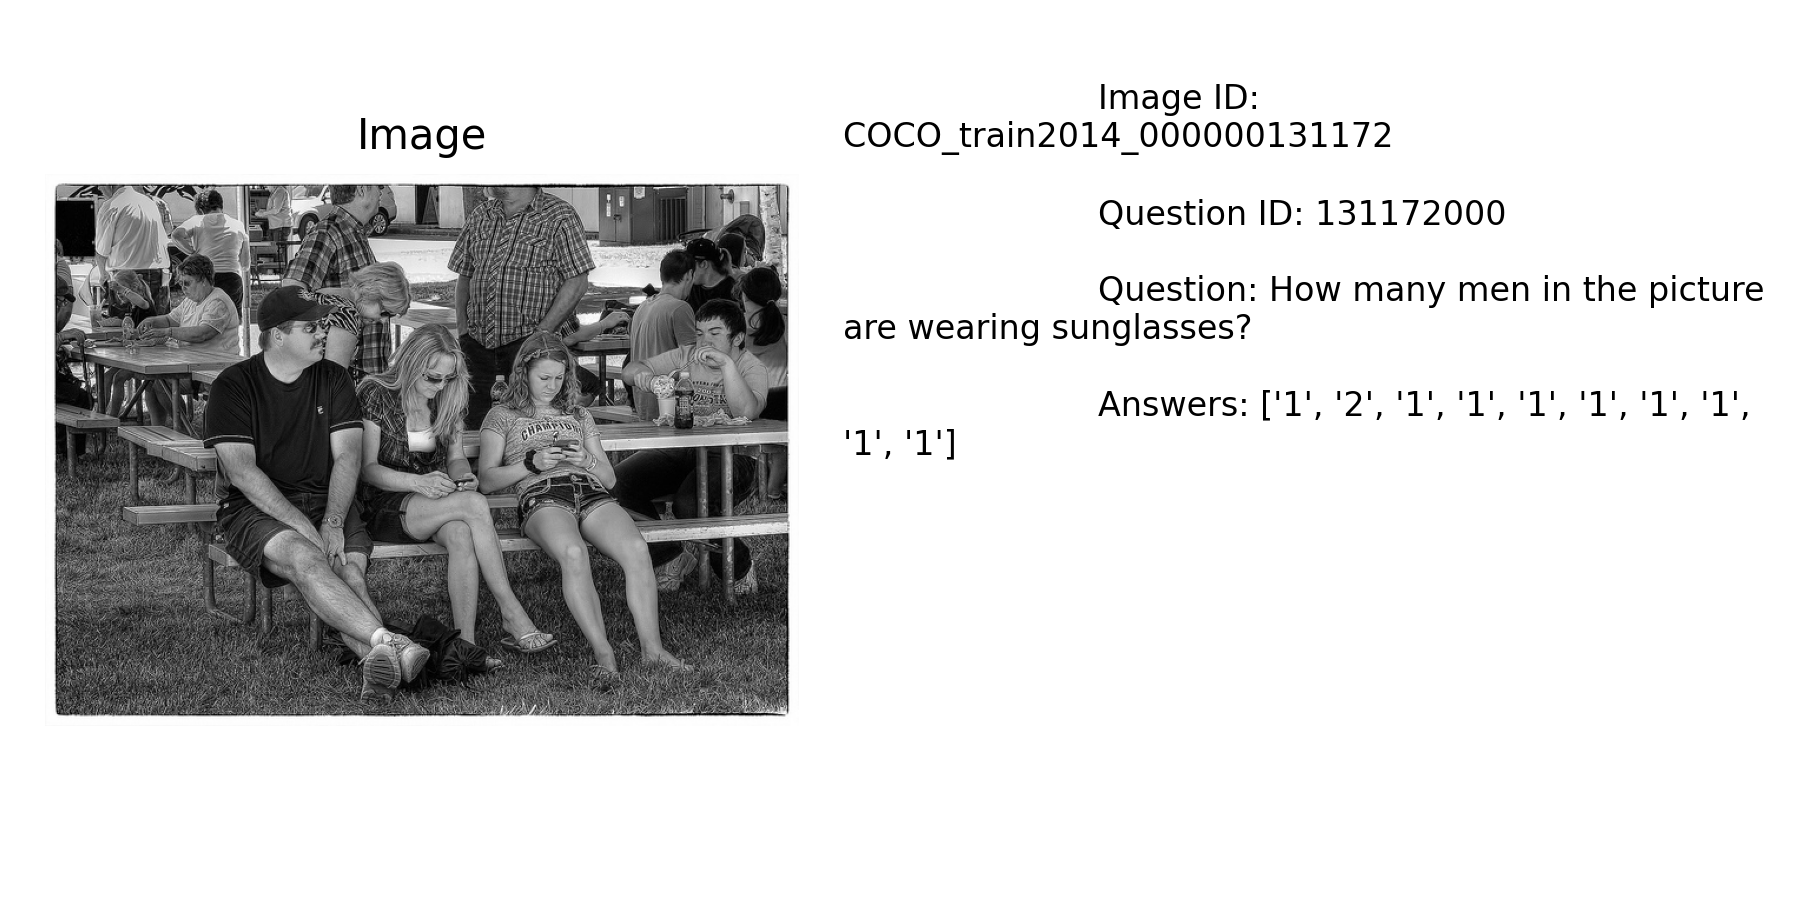 Image
Image ID:
COCO_train2014_000000131172
Question ID: 131172000
Question: How many men in the picture
are wearing sunglasses?
Answers: ['1', '2', '1', '1', '1', '1', '1', '1',
'1', '1']
CHAMPION